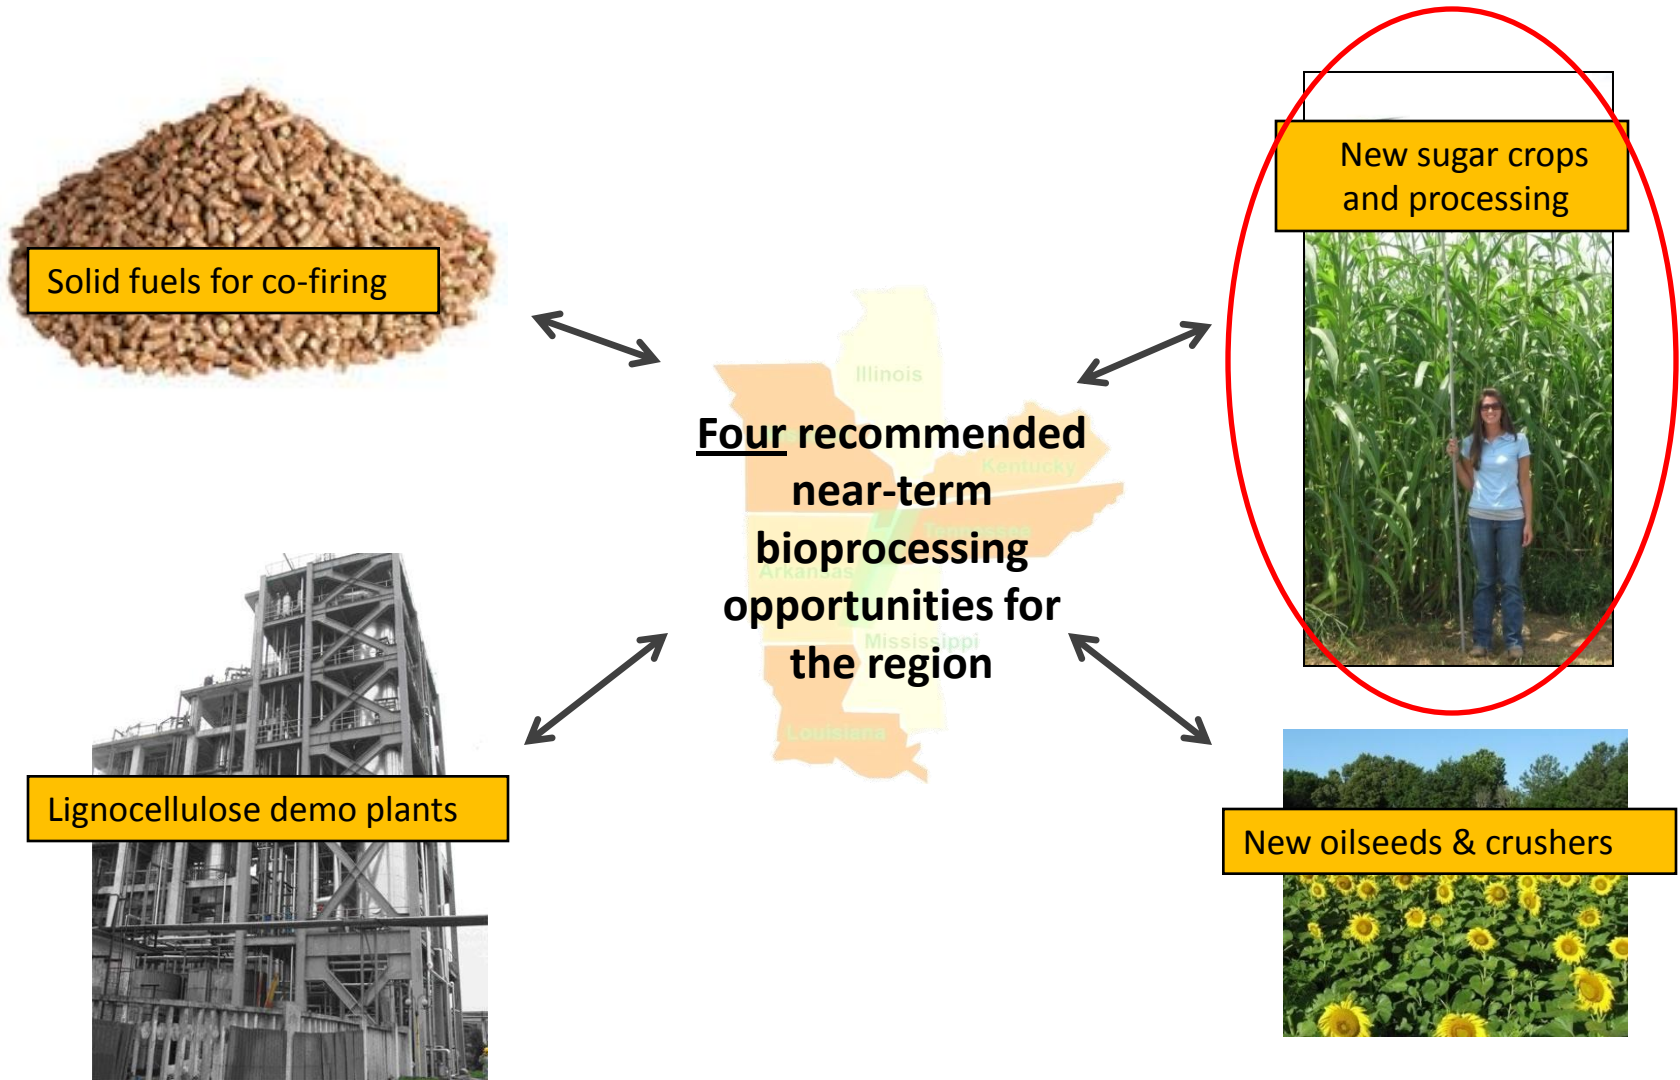 Solid fuels for co-firing
New sugar crops
and processing
Illinois
Four recommended
Kentucky
near-term
Tennessee
bioprocessing
Arkansas
opportunities for
Mississippi
the region
Louisiana
Lignocellulose demo plants
New oilseeds & crushers